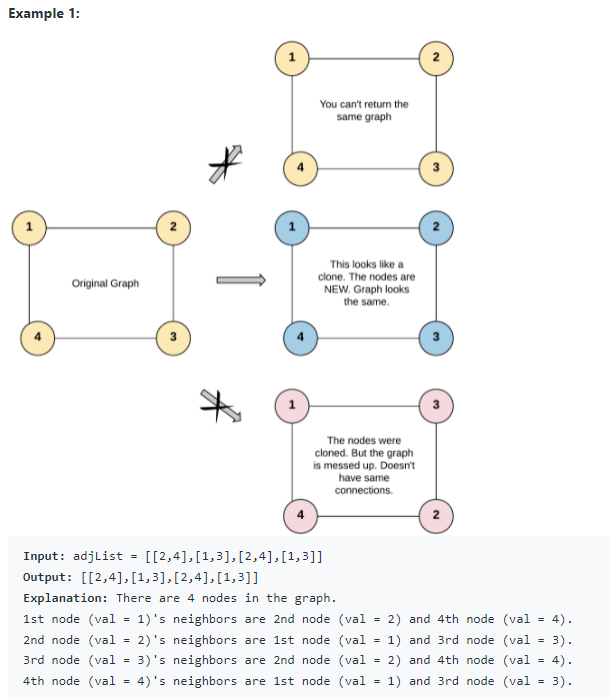 Example 1:
1
2
You can't return the
same graph
4
3
1
2
Original Graph
4
3
1
2
This looks like a
clone. The nodes are
NEW. Graph looks
the same.
4
3
1
3
The nodes were
cloned. But the graph
is messed up. Doesn't
have same
connections.
4
2
Input: adjList = [[2,4],[1,3],[2,4],[1,3]]
Output: [[2,4],[1,3],[2,4],[1,3]]
Explanation: There are 4 nodes in the graph.
1st node (val = 1)'s neighbors are 2nd node (val = 2) and 4th node (val = 4).
2nd node (val = 2)'s neighbors are 1st node (val = 1) and 3rd node (val = 3).
3rd node (val = 3)'s neighbors are 2nd node (val = 2) and 4th node (val = 4).
4th node (val = 4)'s neighbors are 1st node (val = 1) and 3rd node (val = 3).